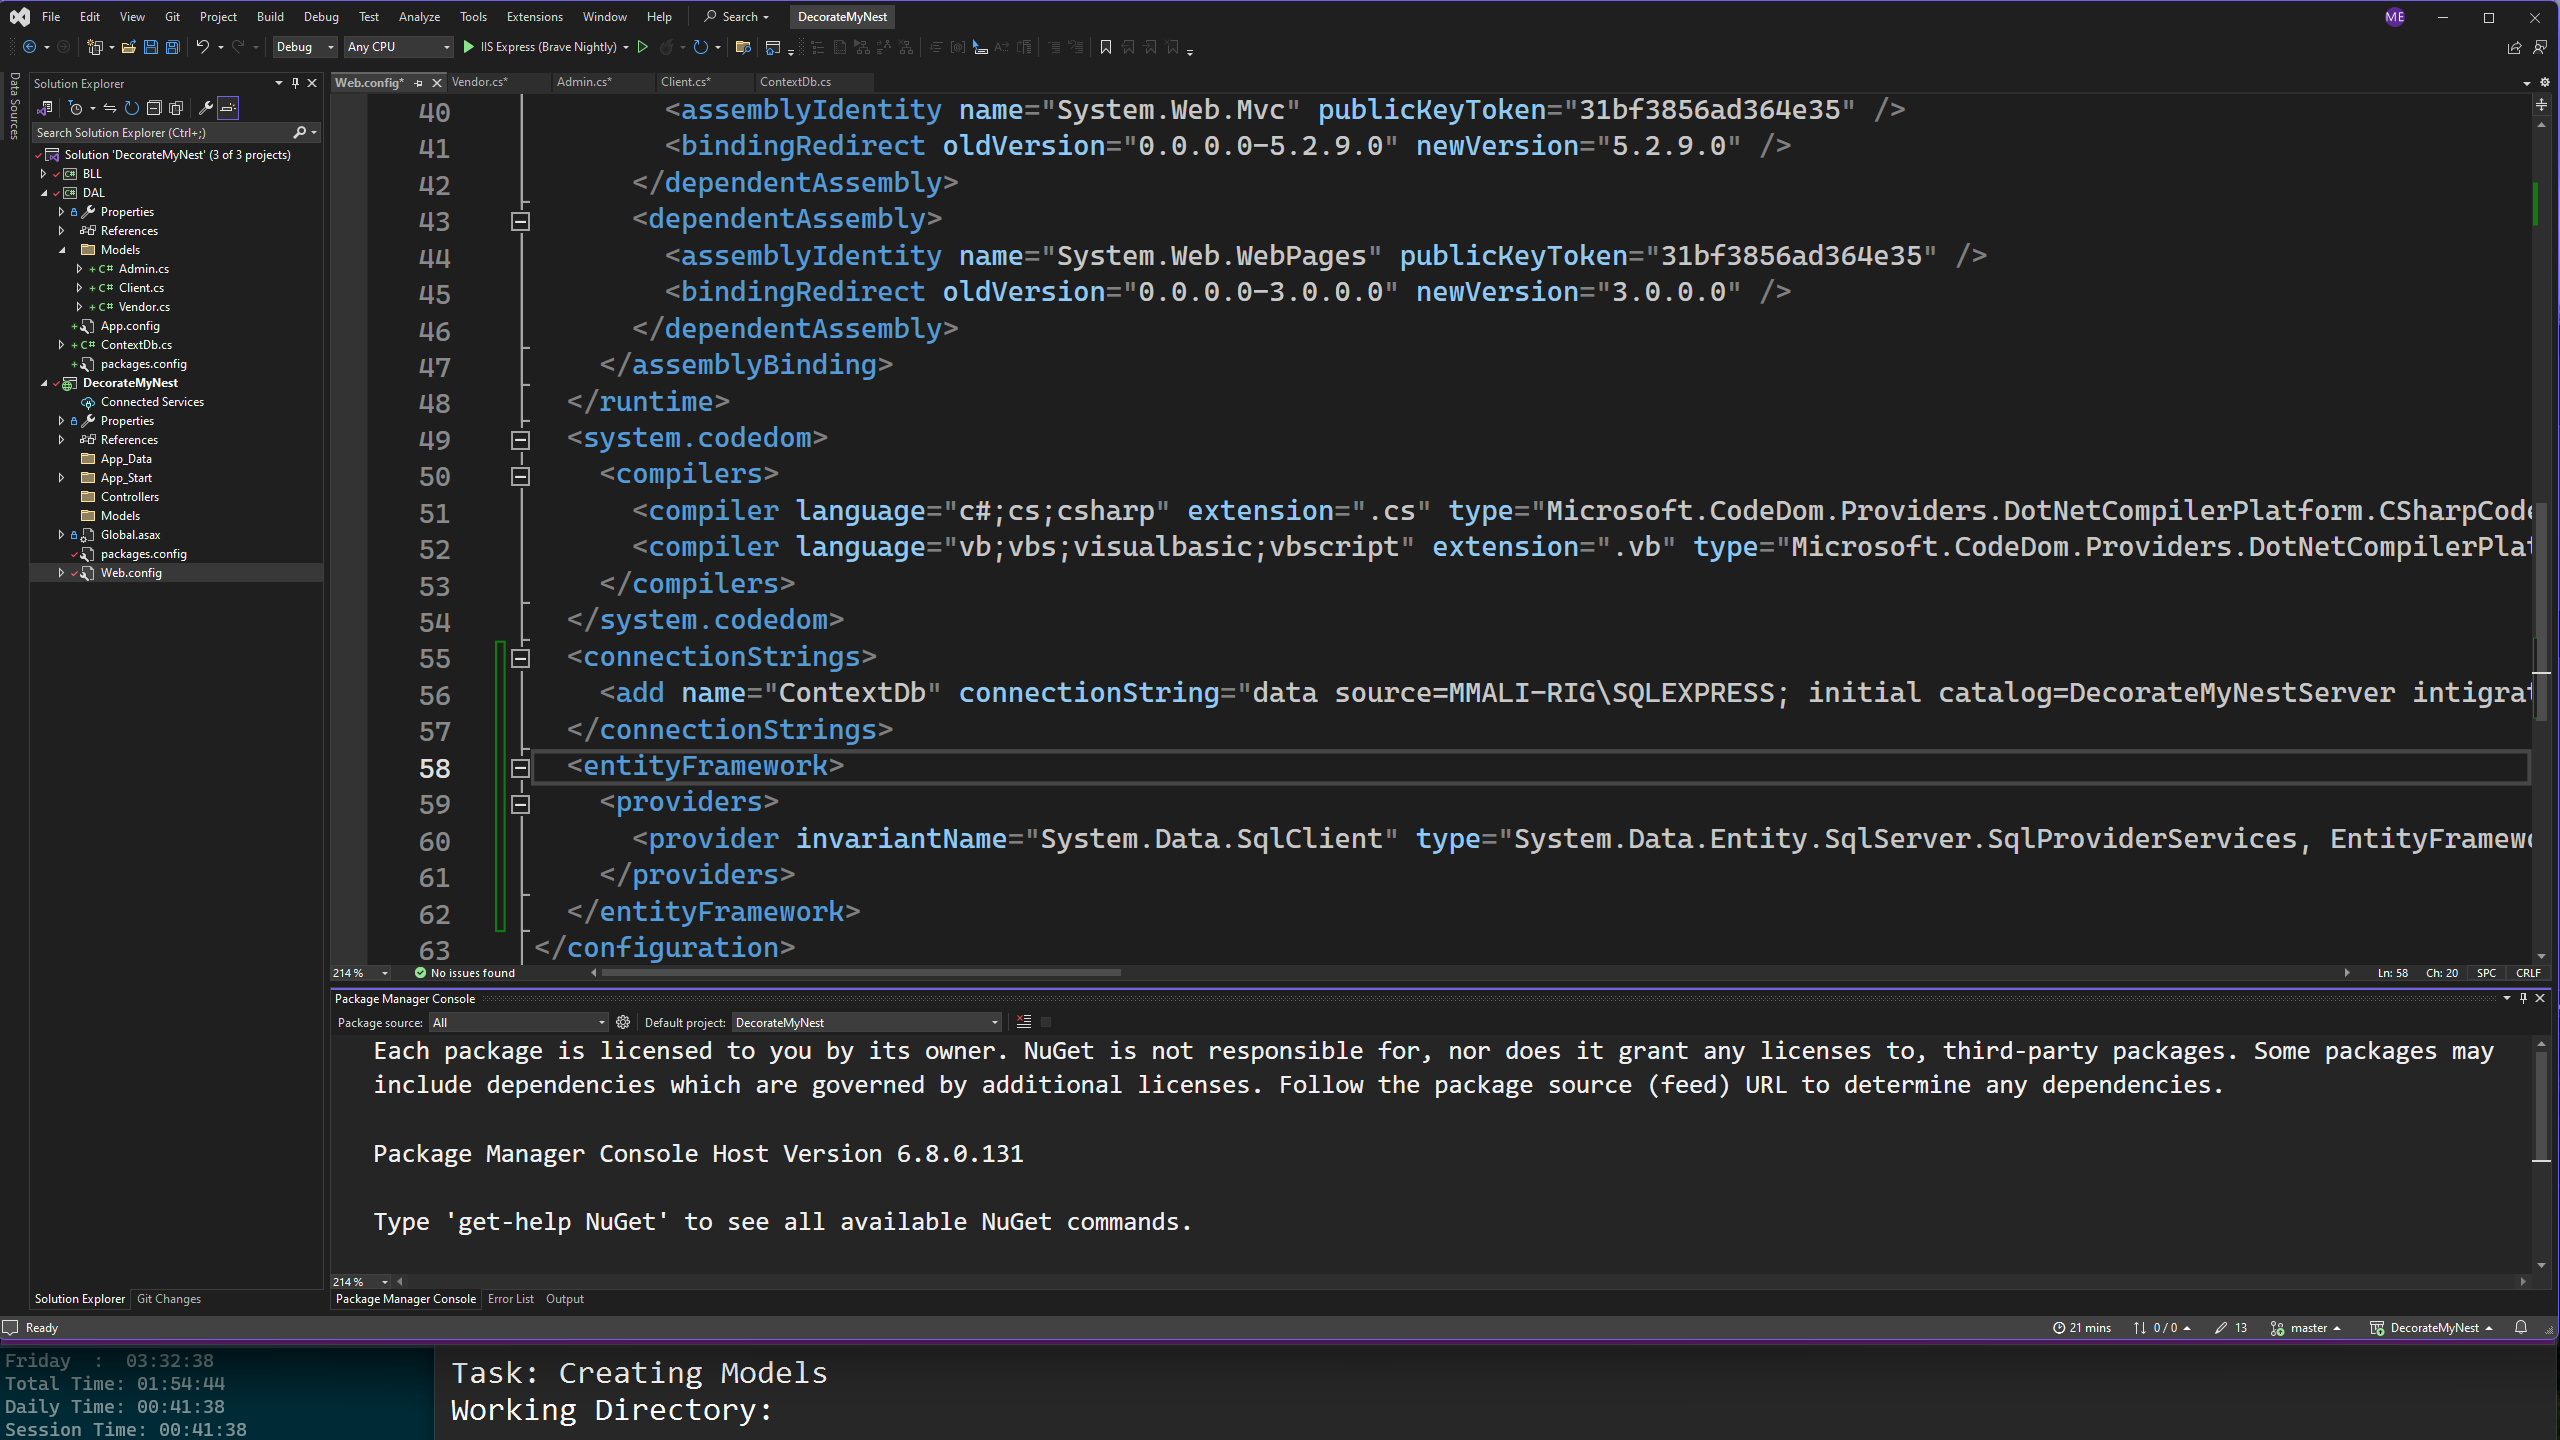 File Edit View Git Project Build Debug Test Analyze Tools Extensions Window Help Search DecorateMyNest ME
Debug Any CPU IIS Express (Brave Nightly)
Data Sources
Solution Explorer
Search Solution Explorer (Ctrl+;)
Solution 'DecorateMyNest' (3 of 3 projects)
BLL
DAL
Properties
References
Models
C# Admin.cs
C# Client.cs
C# Vendor.cs
App.config
C# ContextDb.cs
packages.config
DecorateMyNest
Connected Services
Properties
References
App_Data
App_Start
Controllers
Models
Global.asax
packages.config
Web.config
Solution Explorer Git Changes
Web.config* Vendor.cs* Admin.cs* Client.cs* ContextDb.cs
40 <assemblyIdentity name="System.Web.Mvc" publicKeyToken="31bf3856ad364e35" />
41 <bindingRedirect oldVersion="0.0.0.0-5.2.9.0" newVersion="5.2.9.0" />
42 </dependentAssembly>
43 <dependentAssembly>
44 <assemblyIdentity name="System.Web.WebPages" publicKeyToken="31bf3856ad364e35" />
45 <bindingRedirect oldVersion="0.0.0.0-3.0.0.0" newVersion="3.0.0.0" />
46 </dependentAssembly>
47 </assemblyBinding>
48 </runtime>
49 <system.codedom>
50 <compilers>
51 <compiler language="c#;cs;csharp" extension=".cs" type="Microsoft.CodeDom.Providers.DotNetCompilerPlatform.CSharpCode
52 <compiler language="vb;vbs;visualbasic;vbscript" extension=".vb" type="Microsoft.CodeDom.Providers.DotNetCompilerPlat
53 </compilers>
54 </system.codedom>
55 <connectionStrings>
56 <add name="ContextDb" connectionString="data source=MMALI-RIG\SQLEXPRESS; initial catalog=DecorateMyNestServer intigrat
57 </connectionStrings>
58 <entityFramework>
59 <providers>
60 <provider invariantName="System.Data.SqlClient" type="System.Data.Entity.SqlServer.SqlProviderServices, EntityFramewo
61 </providers>
62 </entityFramework>
63 </configuration>
214 % No issues found Ln: 58 Ch: 20 SPC CRLF
Package Manager Console
Package source: All Default project: DecorateMyNest
Each package is licensed to you by its owner. NuGet is not responsible for, nor does it grant any licenses to, third-party packages. Some packages may
include dependencies which are governed by additional licenses. Follow the package source (feed) URL to determine any dependencies.
Package Manager Console Host Version 6.8.0.131
Type 'get-help NuGet' to see all available NuGet commands.
214 %
Package Manager Console Error List Output
Ready 21 mins 0 / 0 13 master DecorateMyNest
Friday : 03:32:38
Total Time: 01:54:44
Daily Time: 00:41:38
Session Time: 00:41:38
Task: Creating Models
Working Directory: